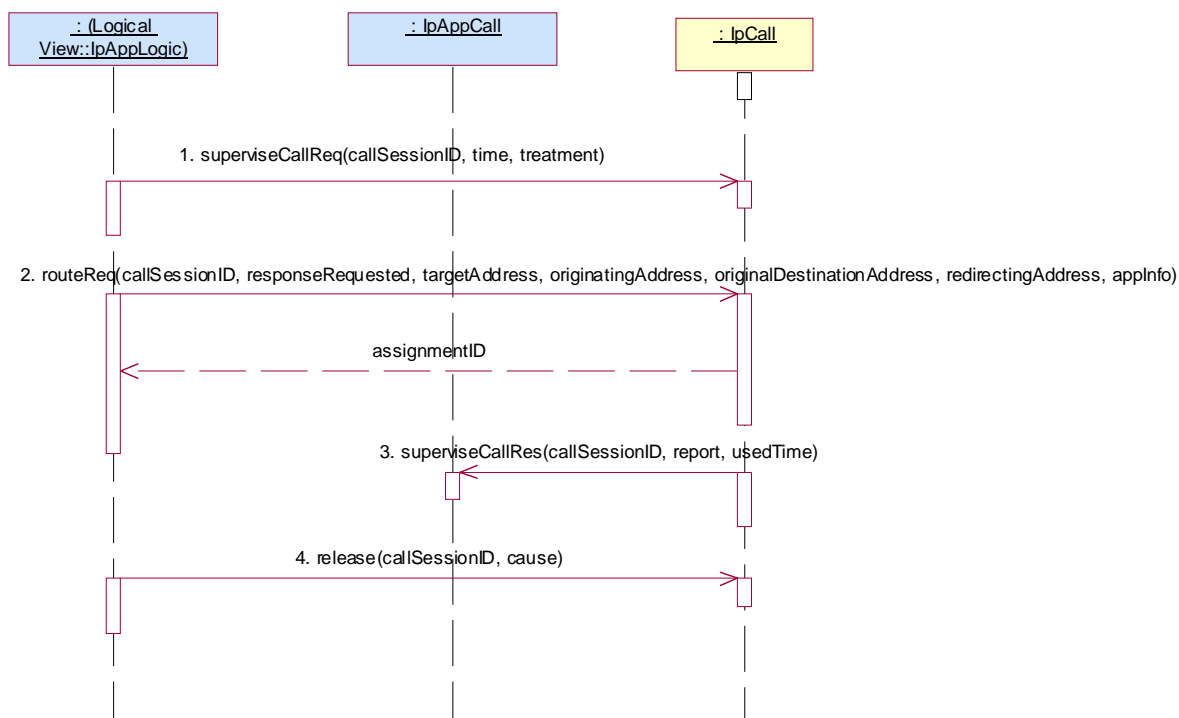 : (Logical
View::IpAppLogic)
: IpAppCall
: IpCall
1. superviseCallReq(callSessionID, time, treatment)
2. routeReq(callSessionID, responseRequested, targetAddress, originatingAddress, originalDestinationAddress, redirectingAddress, appInfo)
assignmentID
3. superviseCallRes(callSessionID, report, usedTime)
4. release(callSessionID, cause)